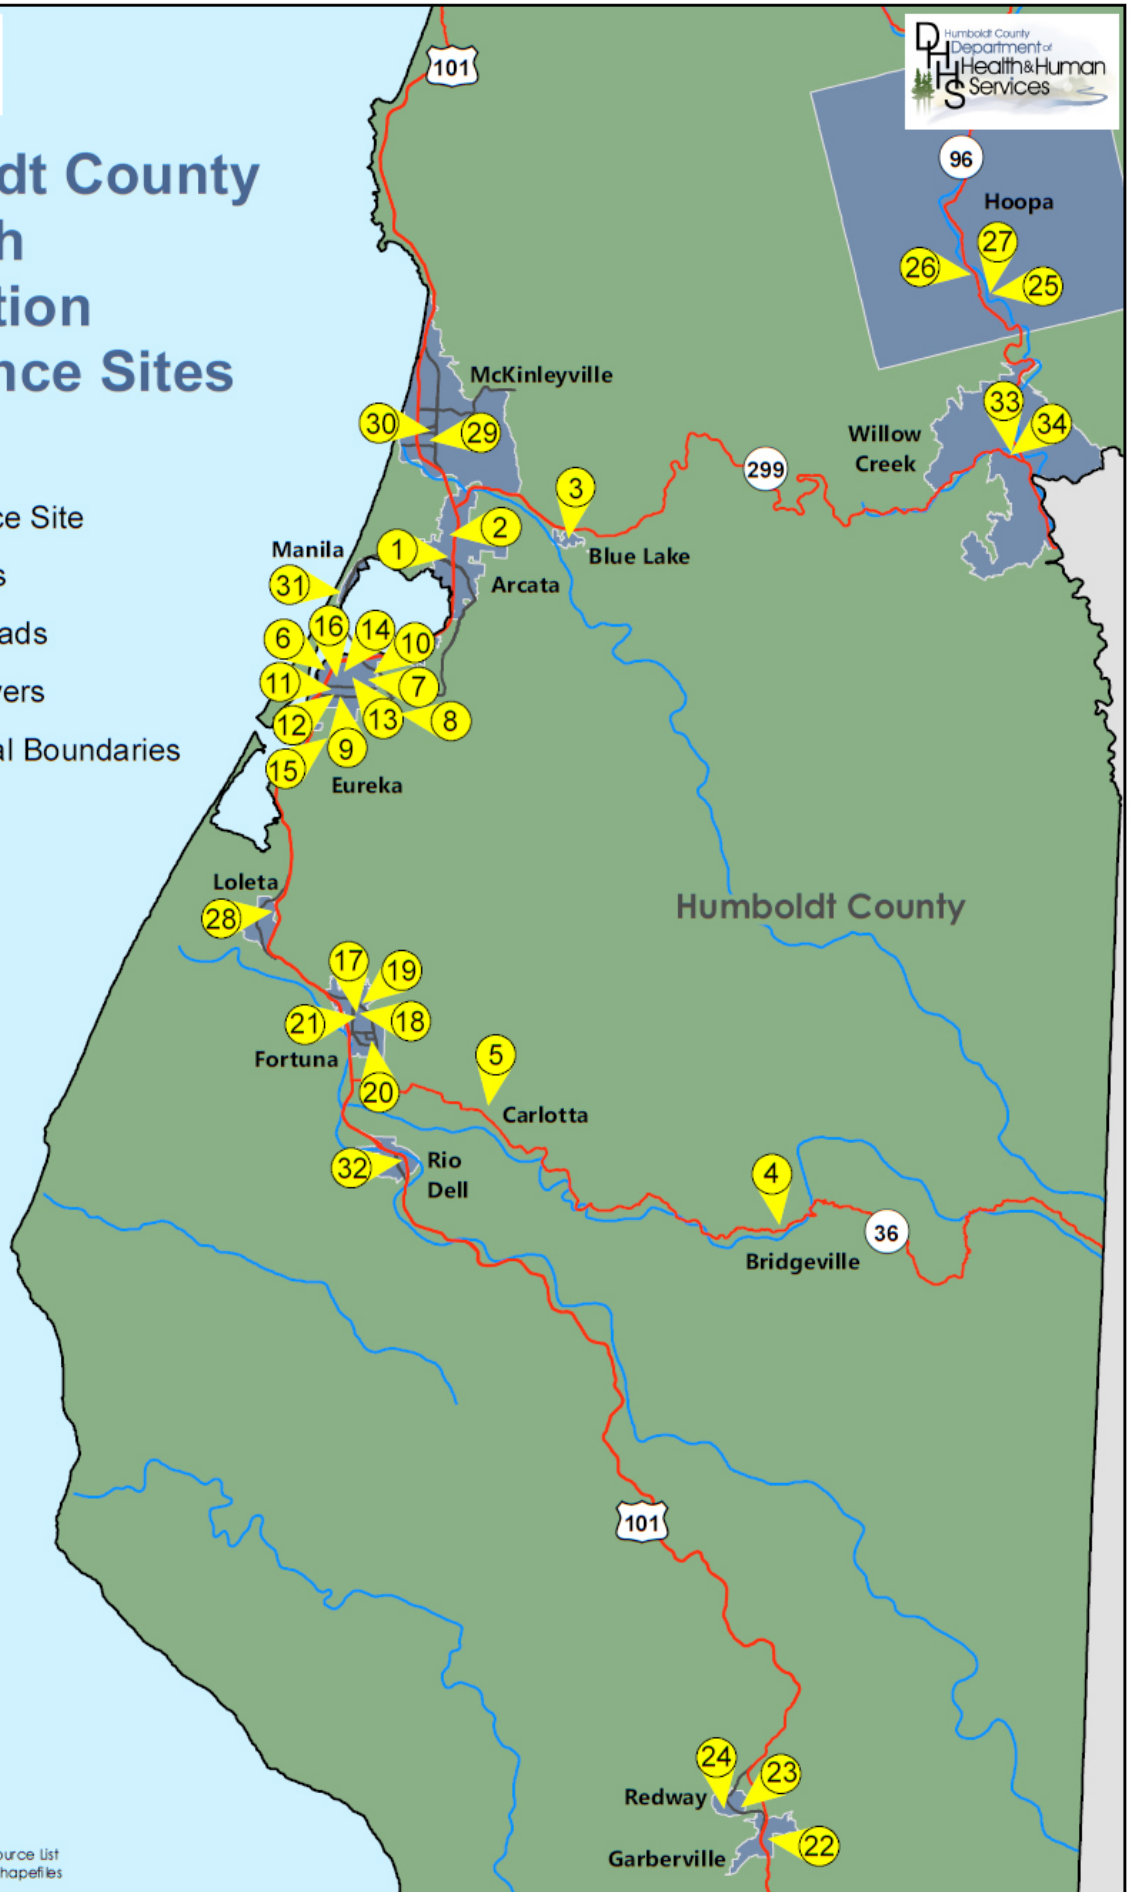 Humboldt County
Department of
Health & Human
Services
DHHS
101
dt County
h
tion
nce Sites
96
Hoopa
27
26
25
McKinleyville
33
30
29
34
Willow
Creek
299
3
ce Site
2
Manila
1
Blue Lake
s
31
Arcata
ads
16
14
6
10
11
7
vers
12
13
8
al Boundaries
9
15
Eureka
Loleta
Humboldt County
28
17
19
21
18
Fortuna
5
20
Carlotta
32
Rio
Dell
4
36
Bridgeville
101
24
23
Redway
22
Garberville
ource List
hapefiles